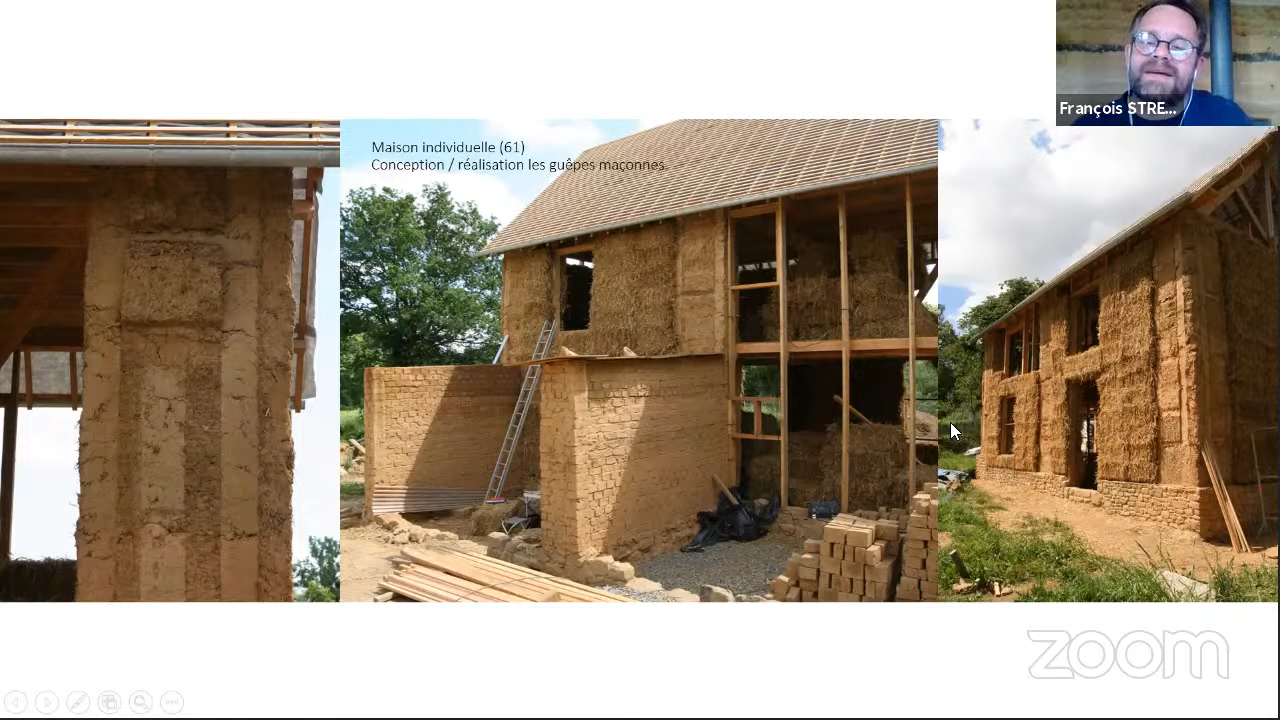 François STRE...
Maison individuelle (61)
Conception / réalisation les guêpes maçonnes.
zoom